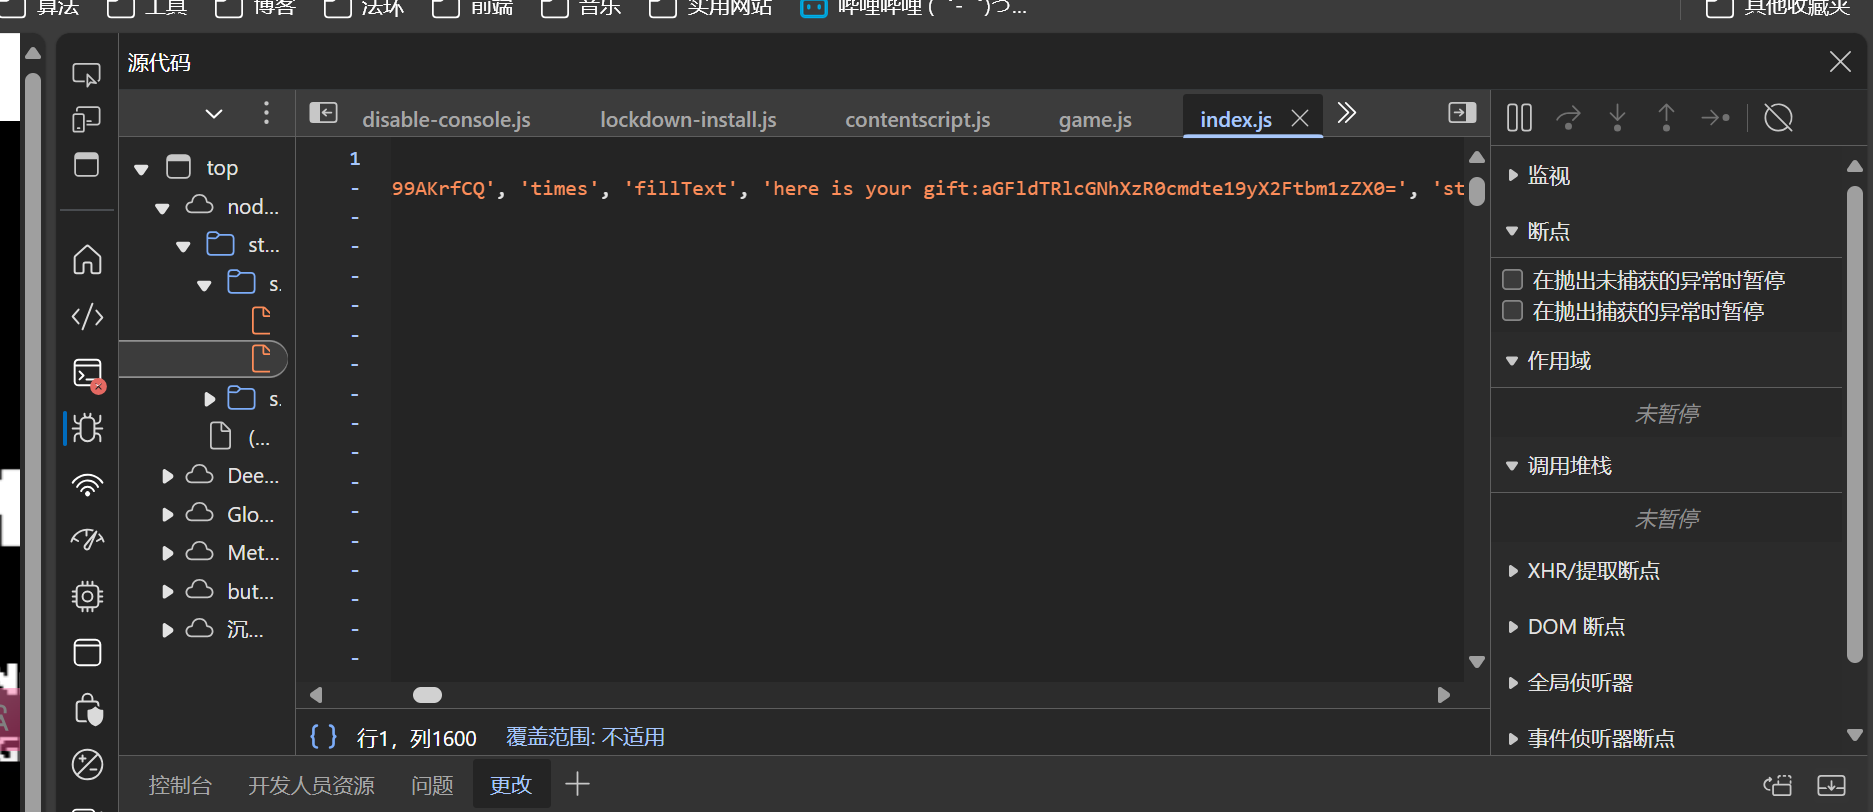 算法 工具 博客 法环 前端 音乐 实用网站 哔哩哔哩 (゜-゜)つ... 其他收藏夹
源代码
disable-console.js lockdown-install.js contentscript.js game.js index.js
top
nod...
st...
s.
s.
(...
Dee...
Glo...
Met...
but...
沉...
1
99AKrfCQ', 'times', 'fillText', 'here is your gift:aGFldTRlcGNhXzR0cmdte19yX2Ftbm1zZX0=', 'st
监视
断点
在抛出未捕获的异常时暂停
在抛出捕获的异常时暂停
作用域
未暂停
调用堆栈
未暂停
XHR/提取断点
DOM 断点
全局侦听器
事件侦听器断点
{ } 行1，列1600 覆盖范围: 不适用
控制台 开发人员资源 问题 更改